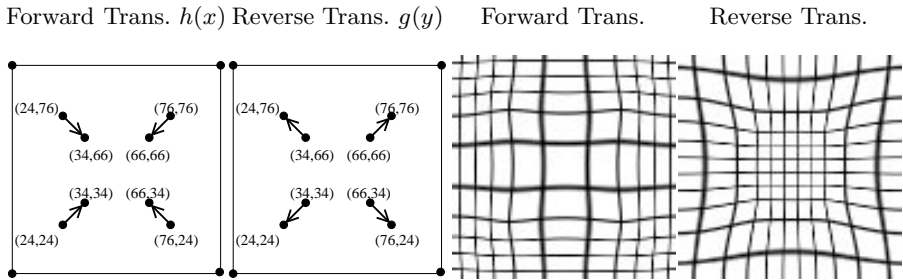 Forward Trans. h(x) Reverse Trans. g(y) Forward Trans. Reverse Trans.
(24,76) (76,76) (24,76) (76,76)
(34,66) (66,66) (34,66) (66,66)
(34,34) (66,34) (34,34) (66,34)
(24,24) (76,24) (24,24) (76,24)